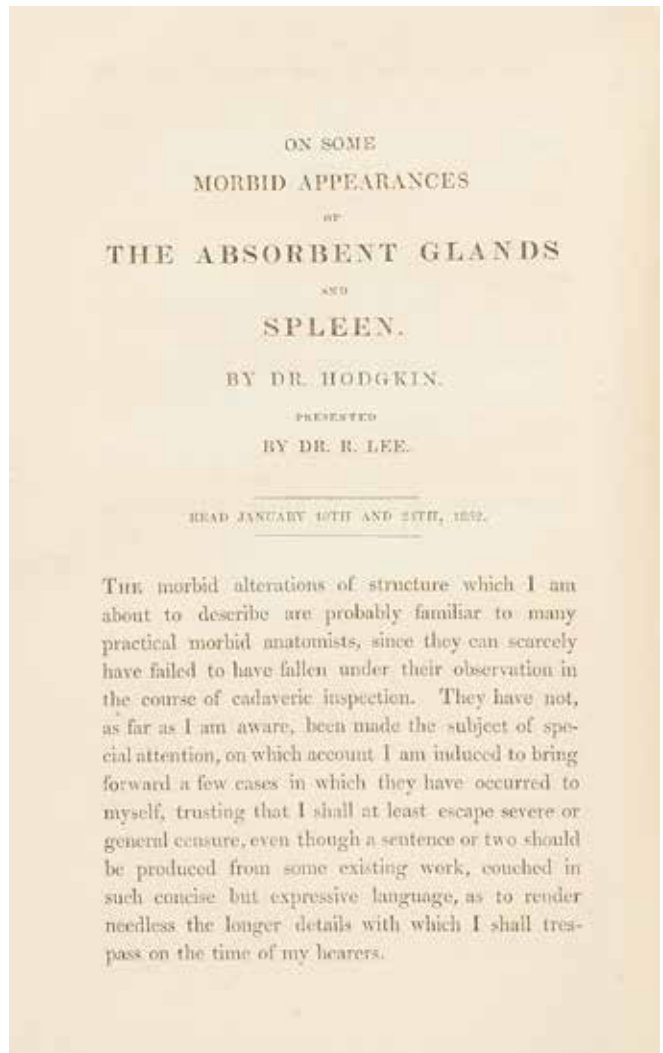 ON SOME
MORBID APPEARANCES
OF
THE ABSORBENT GLANDS
AND
SPLEEN.
BY DR. HODGKIN.
PRESENTED
BY DR. R. LEE.
READ JANUARY 10TH AND 24TH, 1832.
THE morbid alterations of structure which I am
about to describe are probably familiar to many
practical morbid anatomists, since they can scarcely
have failed to have fallen under their observation in
the course of cadaveric inspection. They have not,
as far as I am aware, been made the subject of spe-
cial attention, on which account I am induced to bring
forward a few cases in which they have occurred to
myself, trusting that I shall at least escape severe or
general censure, even though a sentence or two should
be produced from some existing work, couched in
such concise but expressive language, as to render
needless the longer details with which I shall tres-
pass on the time of my hearers.